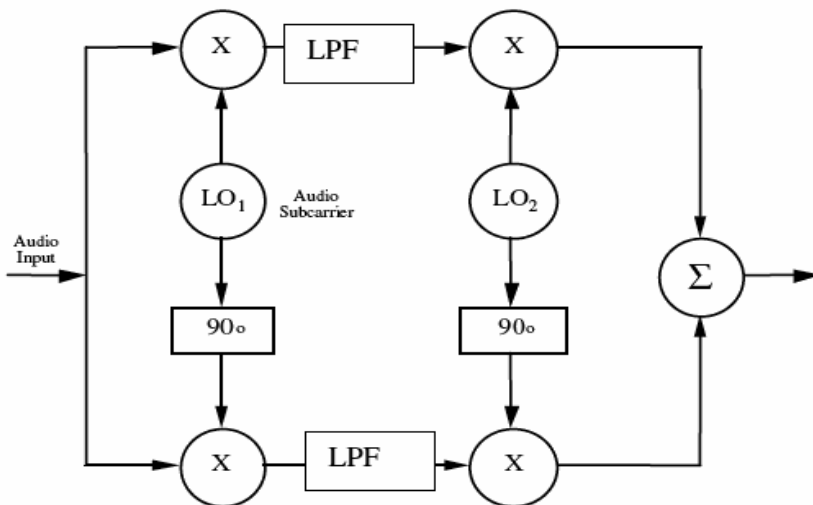 X
LPF
X
LO₁
Audio
Subcarrier
LO₂
Audio
Input
Σ
90o
90o
X
LPF
X